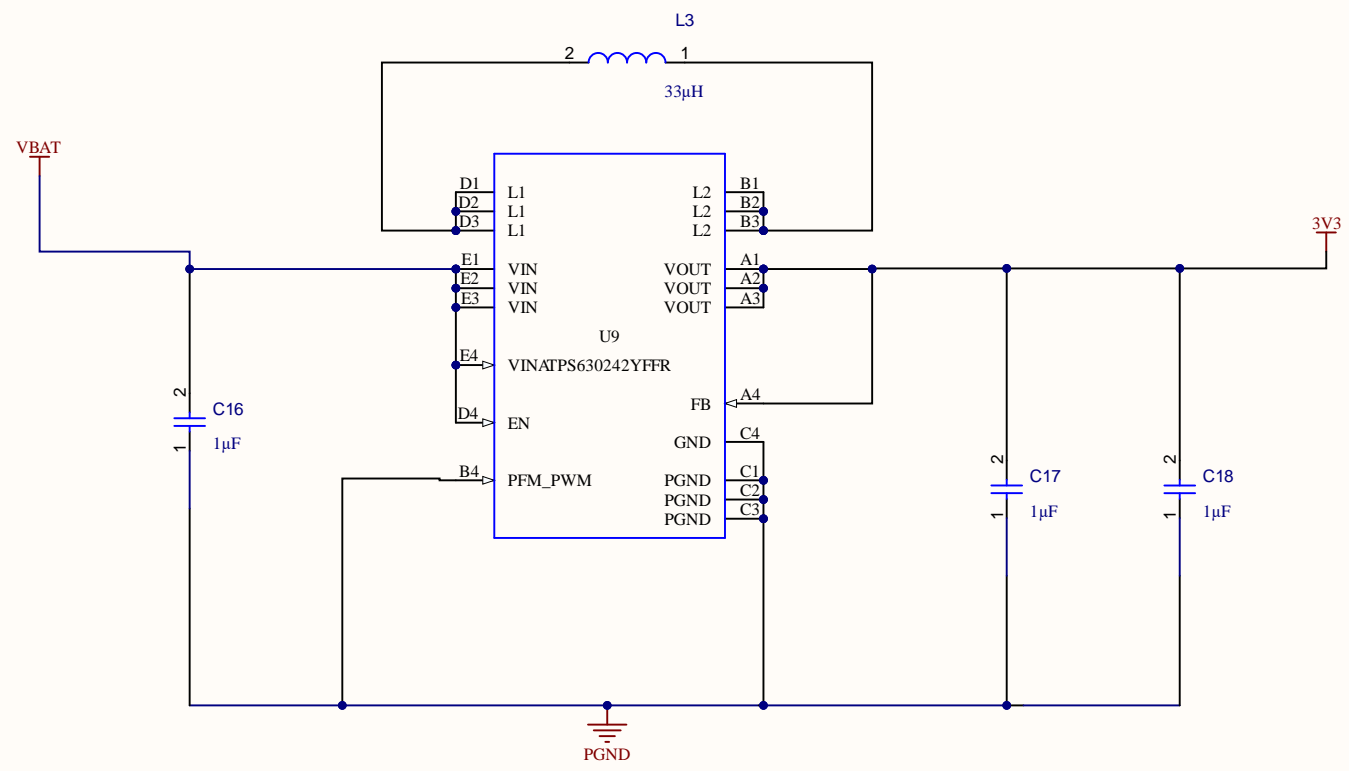 L3
2
1
33µH
VBAT
D1
L1
L2
B1
D2
L1
L2
B2
D3
L1
L2
B3
3V3
E1
VIN
VOUT
A1
E2
VIN
VOUT
A2
E3
VIN
VOUT
A3
U9
E4
VINATPS630242YFFR
2
C16
1
1µF
FB
A4
D4
EN
GND
C4
B4
PFM_PWM
PGND
C1
PGND
C2
PGND
C3
2
C17
1
1µF
2
C18
1
1µF
PGND